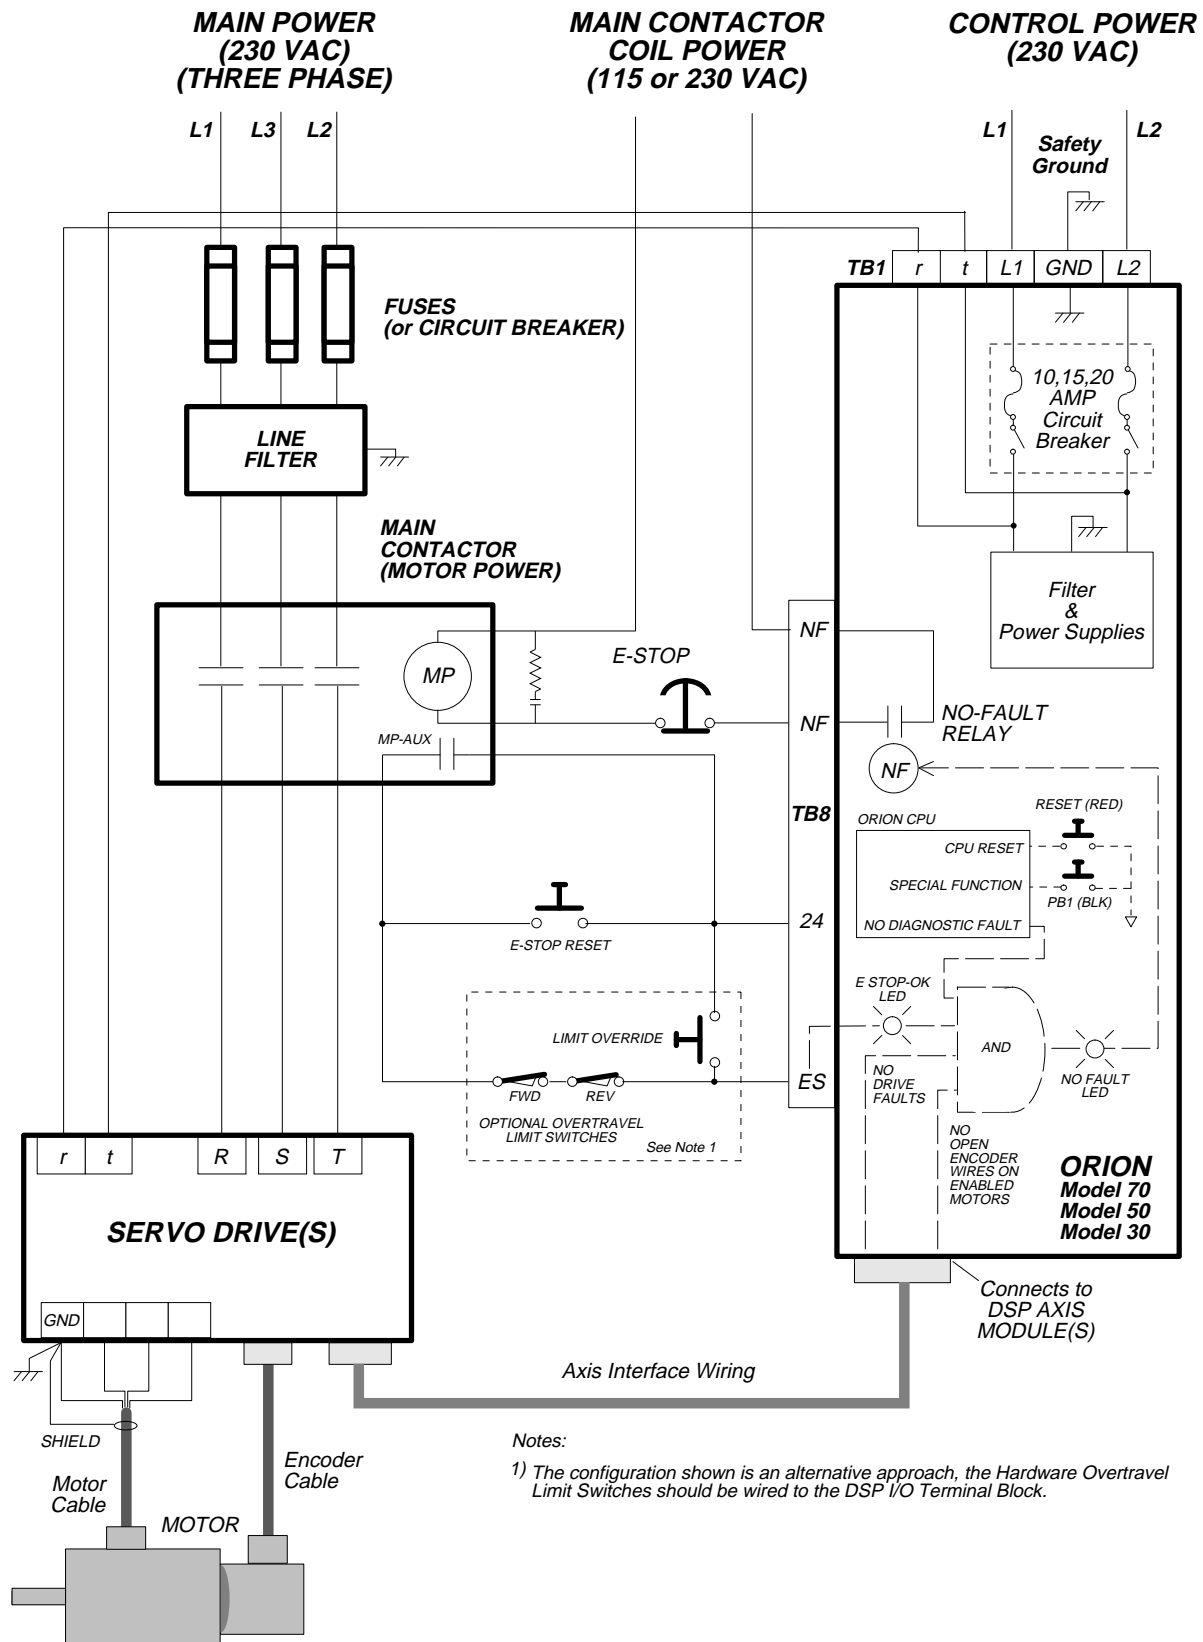 MAIN POWER
(230 VAC)
(THREE PHASE)
MAIN CONTACTOR
COIL POWER
(115 or 230 VAC)
CONTROL POWER
(230 VAC)
L1
L3
L2
L1
Safety
Ground
L2
TB1
r
t
L1
GND
L2
FUSES
(or CIRCUIT BREAKER)
10,15,20
AMP
Circuit
Breaker
LINE
FILTER
MAIN
CONTACTOR
(MOTOR POWER)
Filter
&
Power Supplies
MP
E-STOP
NF
NF
NO-FAULT
RELAY
MP-AUX
NF
TB8
ORION CPU
RESET (RED)
CPU RESET
SPECIAL FUNCTION
PB1 (BLK)
NO DIAGNOSTIC FAULT
E-STOP RESET
24
E STOP-OK
LED
LIMIT OVERRIDE
AND
FWD
REV
ES
NO
DRIVE
FAULTS
NO FAULT
LED
OPTIONAL OVERTRAVEL
LIMIT SWITCHES
See Note 1
NO
OPEN
ENCODER
WIRES ON
ENABLED
MOTORS
ORION
Model 70
Model 50
Model 30
r
t
R
S
T
SERVO DRIVE(S)
GND
Connects to
DSP AXIS
MODULE(S)
Axis Interface Wiring
SHIELD
Motor
Cable
Encoder
Cable
MOTOR
Notes:
1) The configuration shown is an alternative approach, the Hardware Overtravel
Limit Switches should be wired to the DSP I/O Terminal Block.